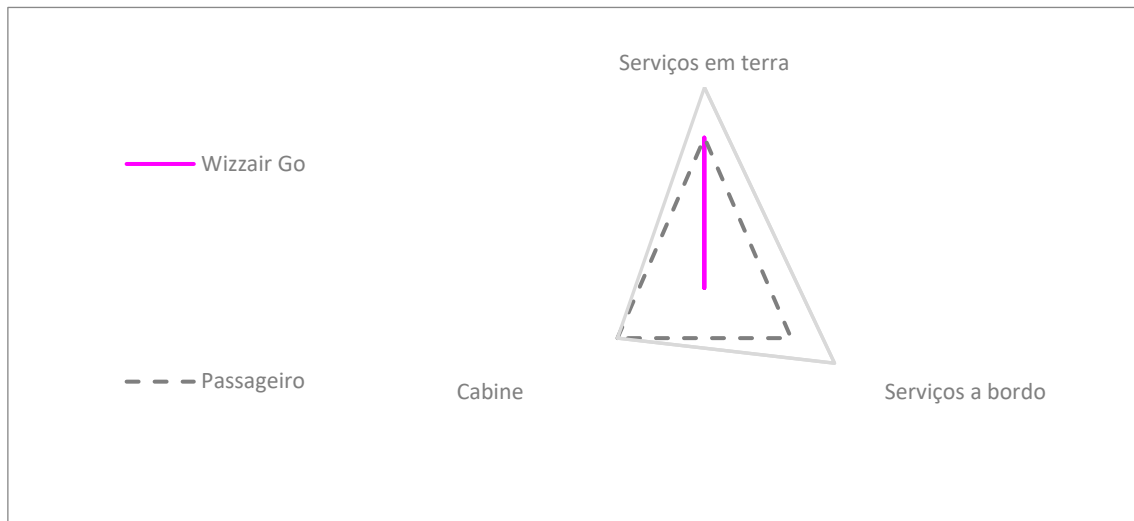 Serviços em terra
Wizzair Go
Passageiro
Cabine
Serviços a bordo